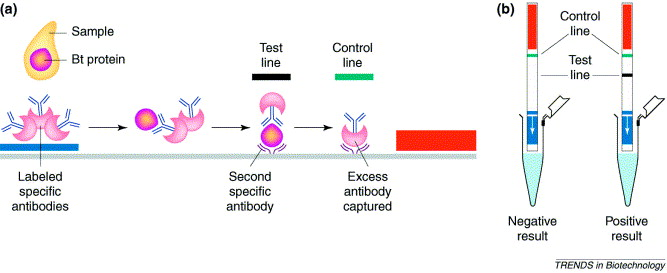 (a)
Sample
Bt protein
Test
line
Control
line
Labeled
specific
antibodies
Second
specific
antibody
Excess
antibody
captured
(b)
Control
line
Test
line
Negative
result
Positive
result
TRENDS in Biotechnology